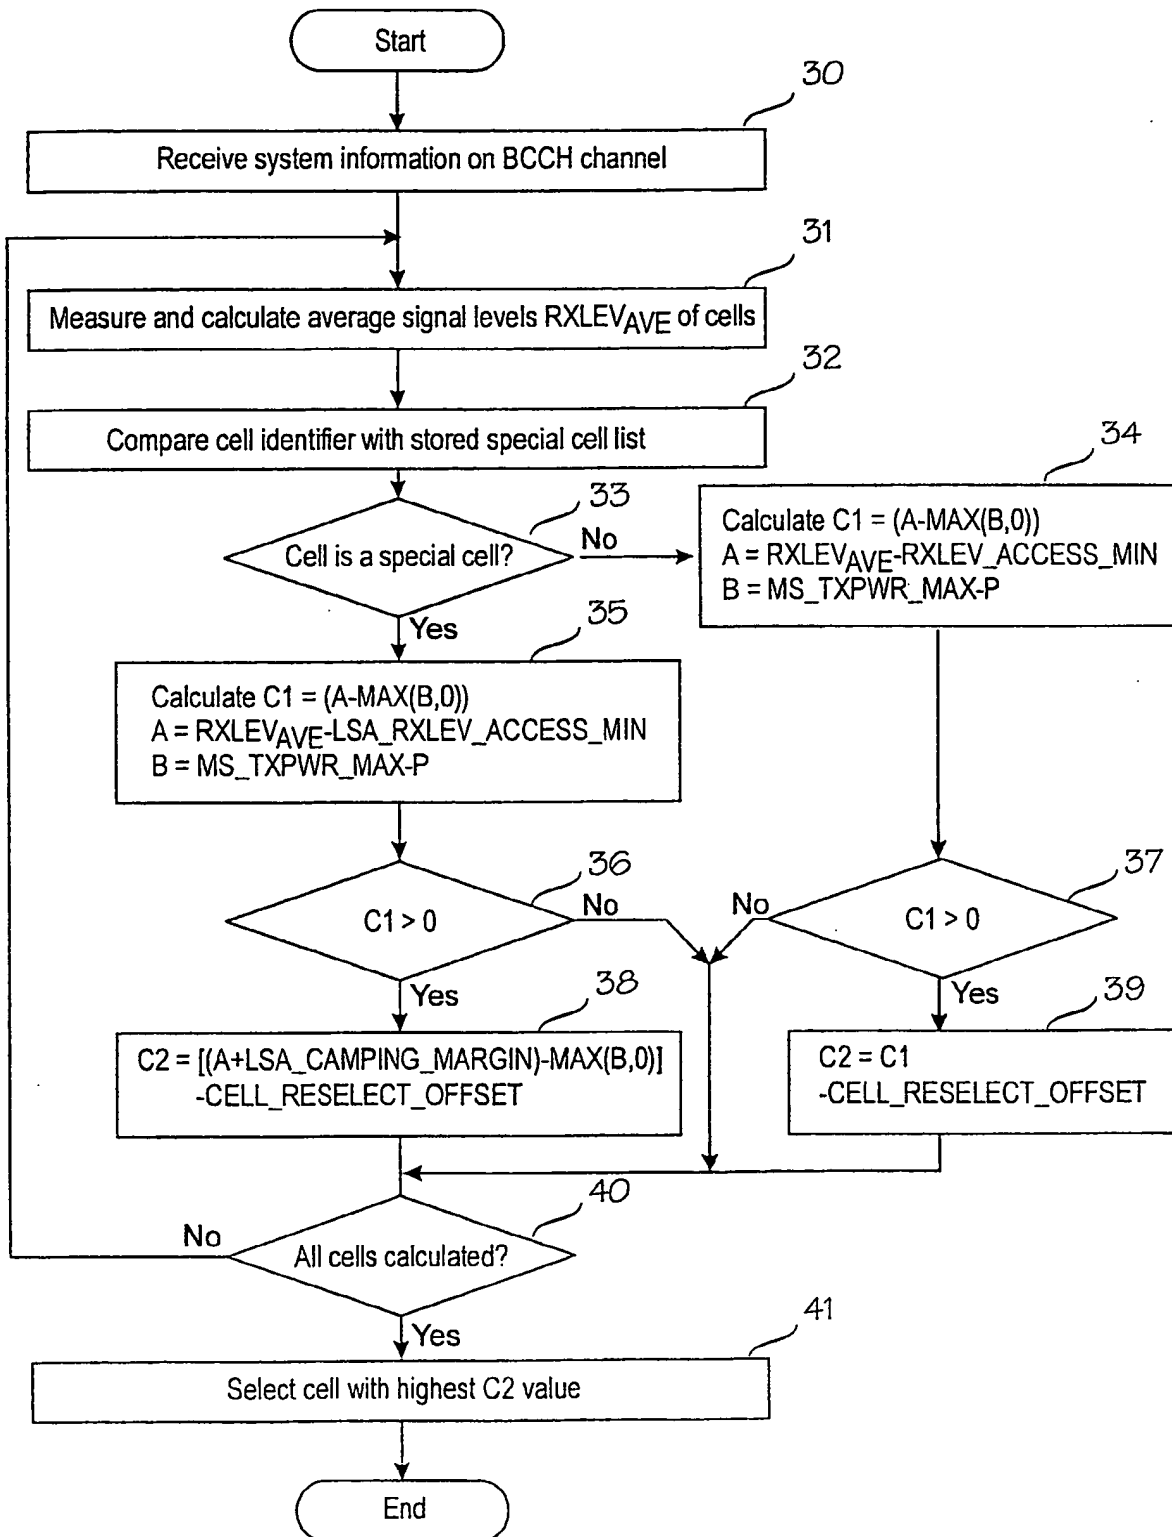 Start
30
Receive system information on BCCH channel
31
Measure and calculate average signal levels RXLEVAVE of cells
32
Compare cell identifier with stored special cell list
33
Cell is a special cell?
No
34
Calculate C1 = (A-MAX(B,0))
A = RXLEVAVE-RXLEV_ACCESS_MIN
B = MS_TXPWR_MAX-P
Yes
35
Calculate C1 = (A-MAX(B,0))
A = RXLEVAVE-LSA_RXLEV_ACCESS_MIN
B = MS_TXPWR_MAX-P
36
C1 > 0
No
37
No
C1 > 0
Yes
38
C2 = [((A+LSA_CAMPING_MARGIN)-MAX(B,0)]
-CELL_RESELECT_OFFSET
Yes
39
C2 = C1
-CELL_RESELECT_OFFSET
40
No
All cells calculated?
Yes
41
Select cell with highest C2 value
End